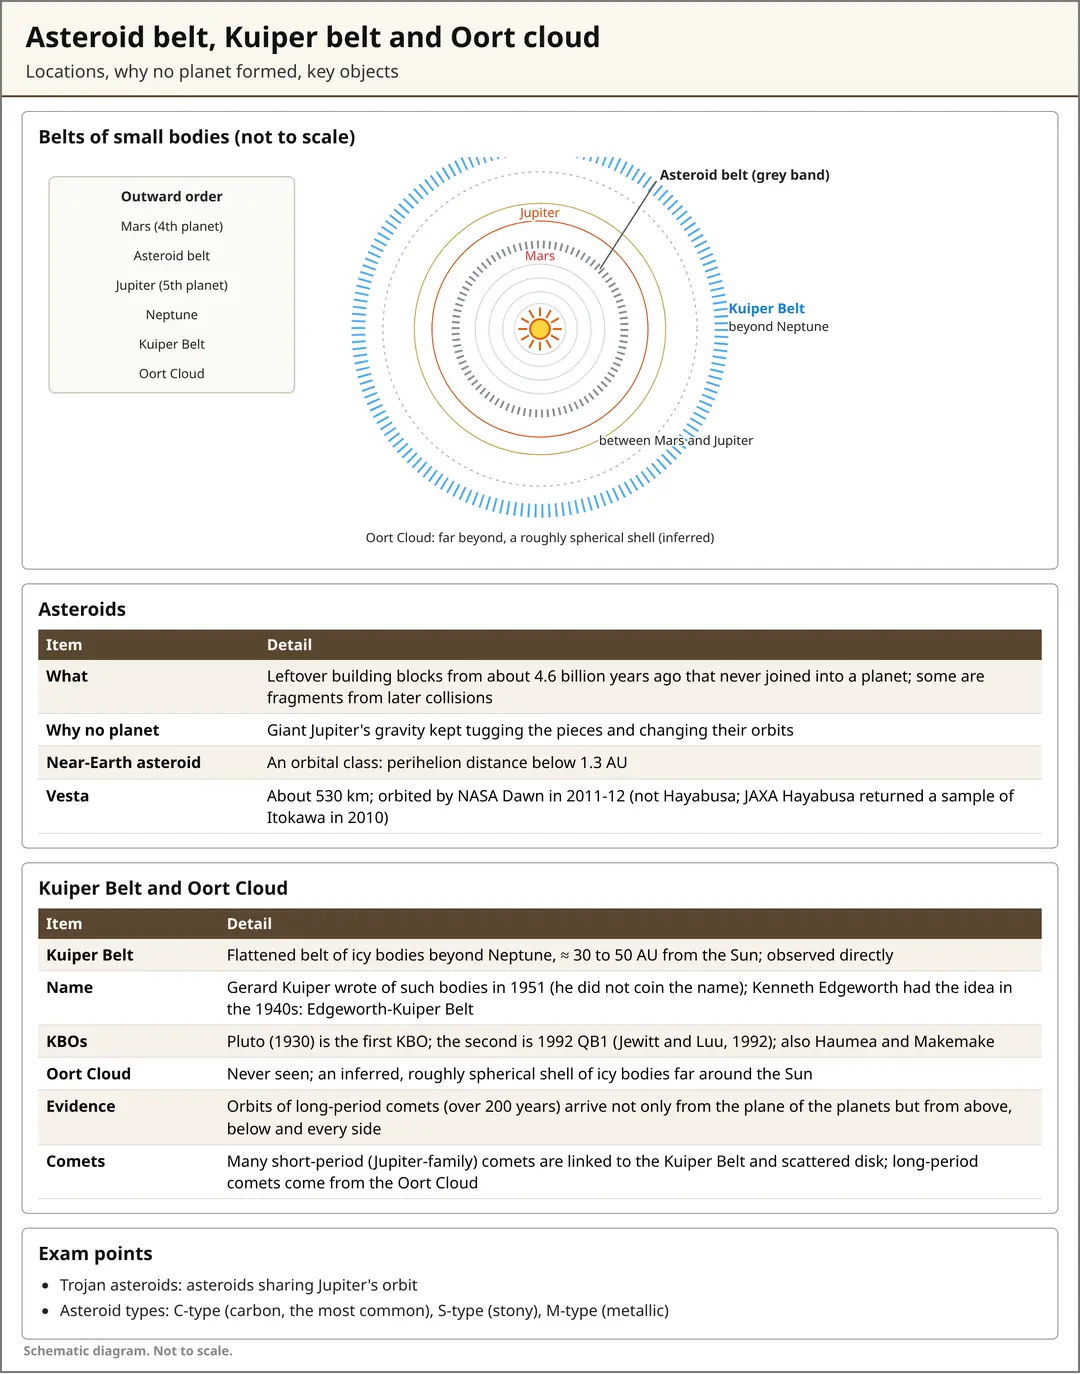 Asteroid belt, Kuiper belt and Oort cloud
Locations, why no planet formed, key objects
Belts of small bodies (not to scale)
Outward order
Mars (4th planet)
Asteroid belt
Jupiter (5th planet)
Neptune
Kuiper Belt
Oort Cloud
Asteroid belt (grey band)
Jupiter
Mars
Kuiper Belt
beyond Neptune
between Mars and Jupiter
Oort Cloud: far beyond, a roughly spherical shell (inferred)
Asteroids
Item Detail
What Leftover building blocks from about 4.6 billion years ago that never joined into a planet; some are
fragments from later collisions
Why no planet Giant Jupiter's gravity kept tugging the pieces and changing their orbits
Near-Earth asteroid An orbital class: perihelion distance below 1.3 AU
Vesta About 530 km; orbited by NASA Dawn in 2011-12 (not Hayabusa; JAXA Hayabusa returned a sample of
Itokawa in 2010)
Kuiper Belt and Oort Cloud
Item Detail
Kuiper Belt Flattened belt of icy bodies beyond Neptune, ≈ 30 to 50 AU from the Sun; observed directly
Name Gerard Kuiper wrote of such bodies in 1951 (he did not coin the name); Kenneth Edgeworth had the idea in
the 1940s: Edgeworth-Kuiper Belt
KBOs Pluto (1930) is the first KBO; the second is 1992 QB1 (Jewitt and Luu, 1992); also Haumea and Makemake
Oort Cloud Never seen; an inferred, roughly spherical shell of icy bodies far around the Sun
Evidence Orbits of long-period comets (over 200 years) arrive not only from the plane of the planets but from above,
below and every side
Comets Many short-period (Jupiter-family) comets are linked to the Kuiper Belt and scattered disk; long-period
comets come from the Oort Cloud
Exam points
• Trojan asteroids: asteroids sharing Jupiter's orbit
• Asteroid types: C-type (carbon, the most common), S-type (stony), M-type (metallic)
Schematic diagram. Not to scale.